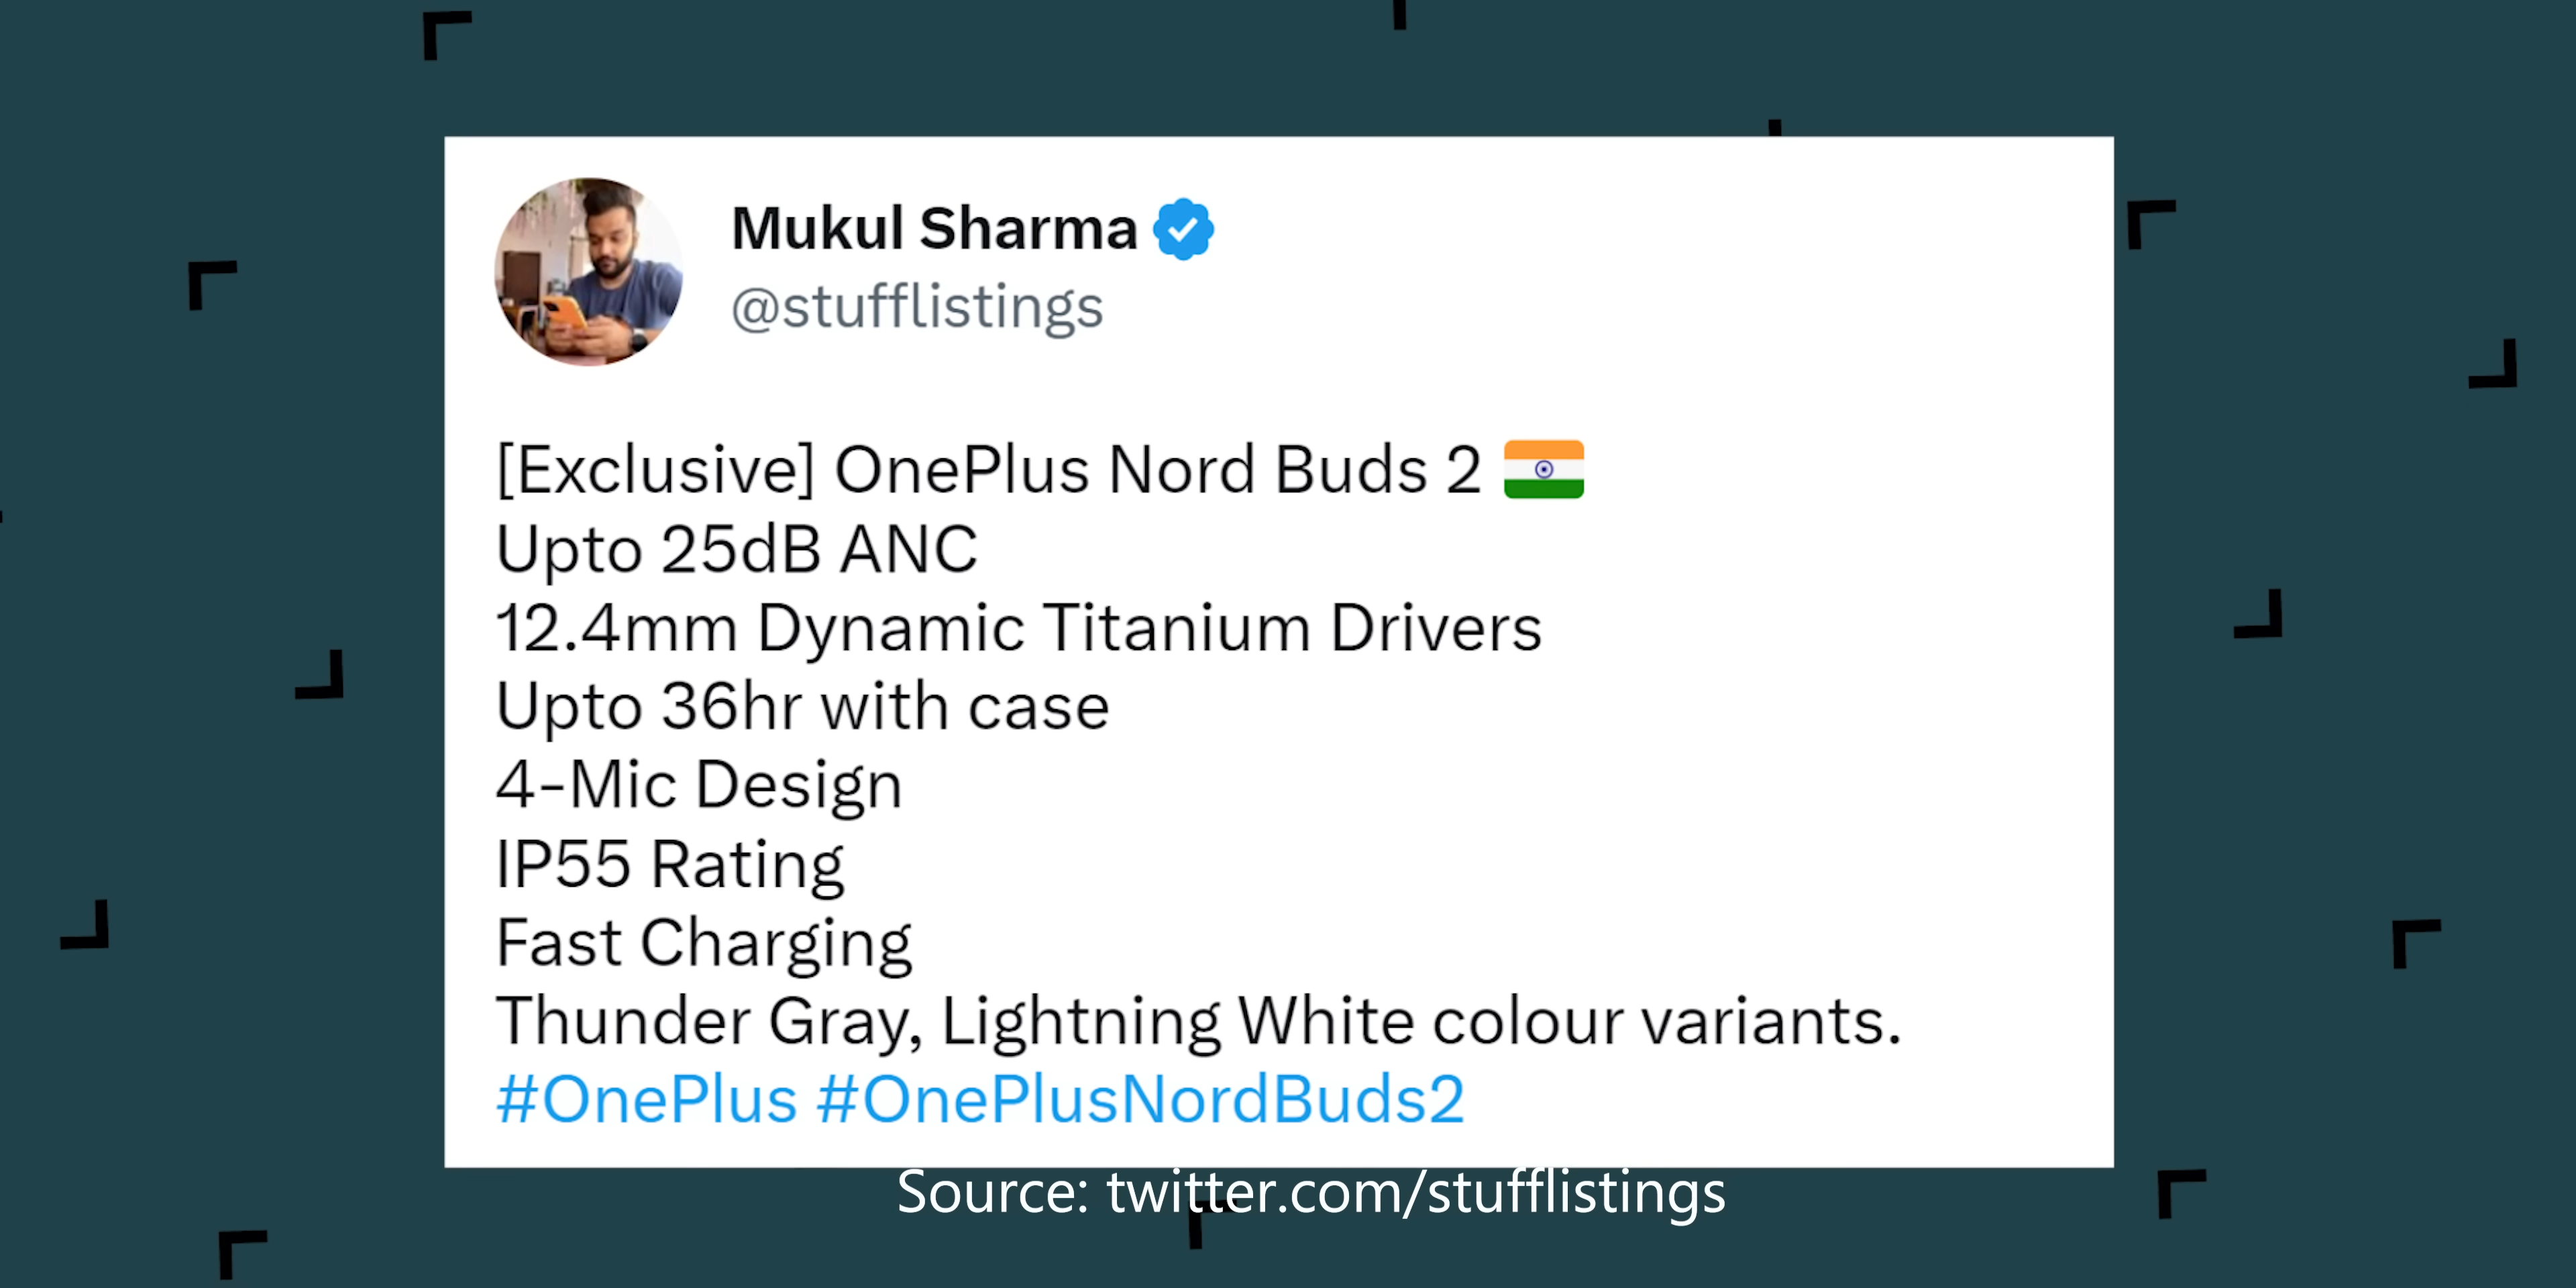 Mukul Sharma
@stufflistings
[Exclusive] OnePlus Nord Buds 2 🇮🇳
Upto 25dB ANC
12.4mm Dynamic Titanium Drivers
Upto 36hr with case
4-Mic Design
IP55 Rating
Fast Charging
Thunder Gray, Lightning White colour variants.
#OnePlus #OnePlusNordBuds2
Source: twitter.com/stufflistings